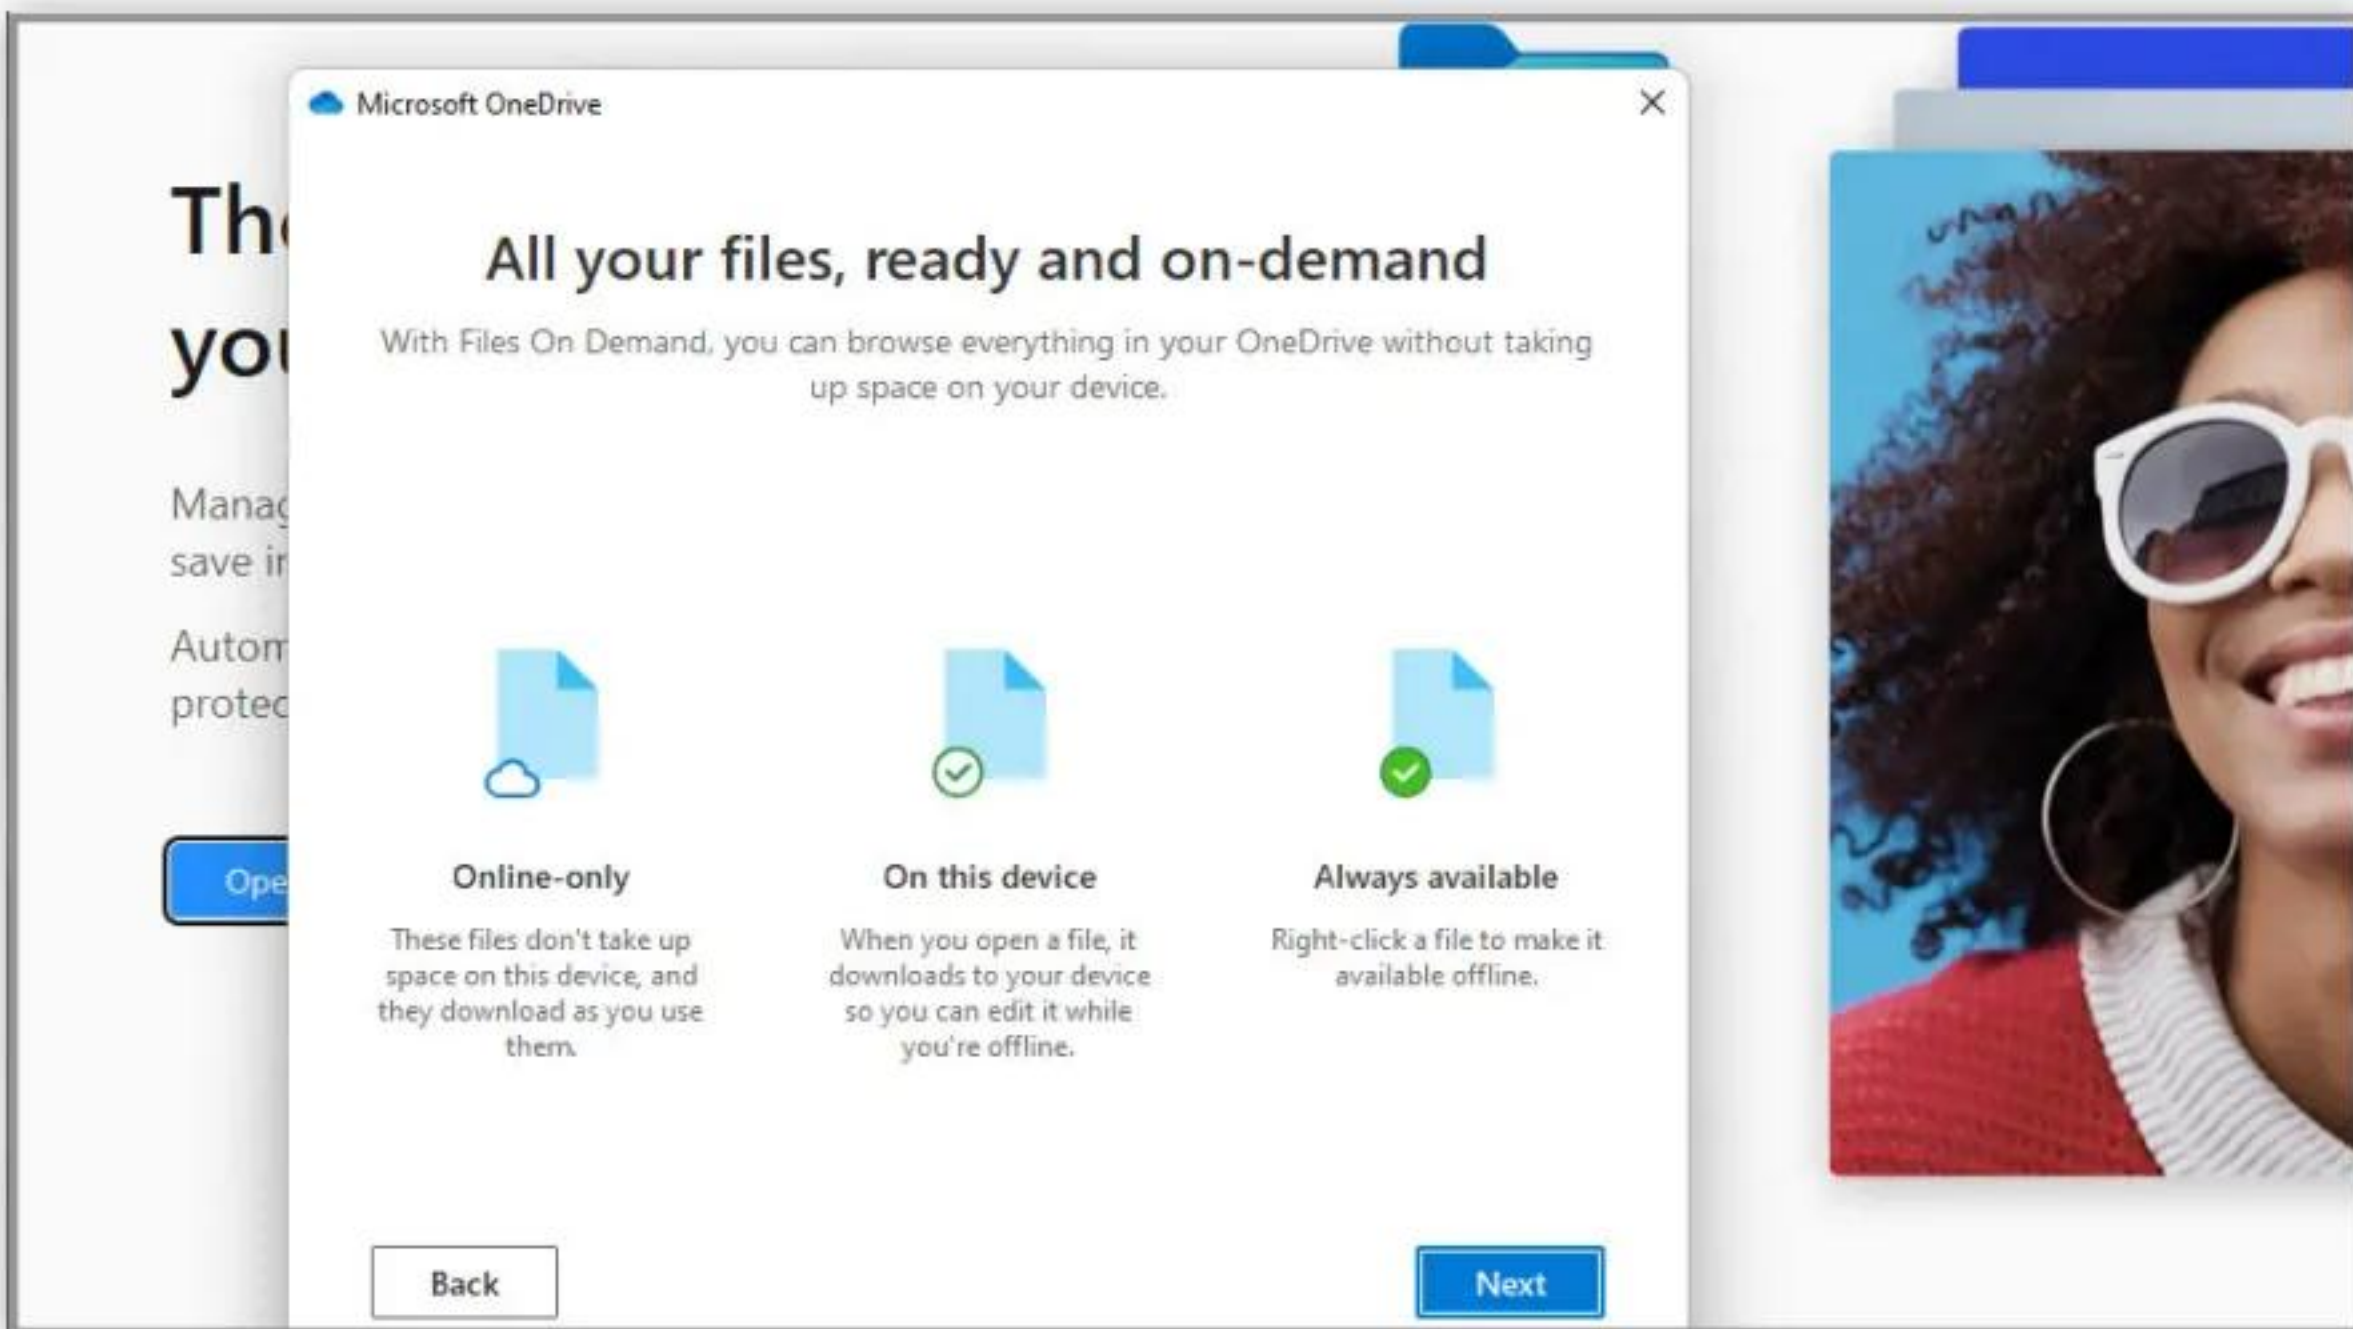 Microsoft OneDrive
All your files, ready and on-demand
With Files On Demand, you can browse everything in your OneDrive without taking
up space on your device.
Online-only
These files don't take up
space on this device, and
they download as you use
them.
On this device
When you open a file, it
downloads to your device
so you can edit it while
you're offline.
Always available
Right-click a file to make it
available offline.
Back
Next
save